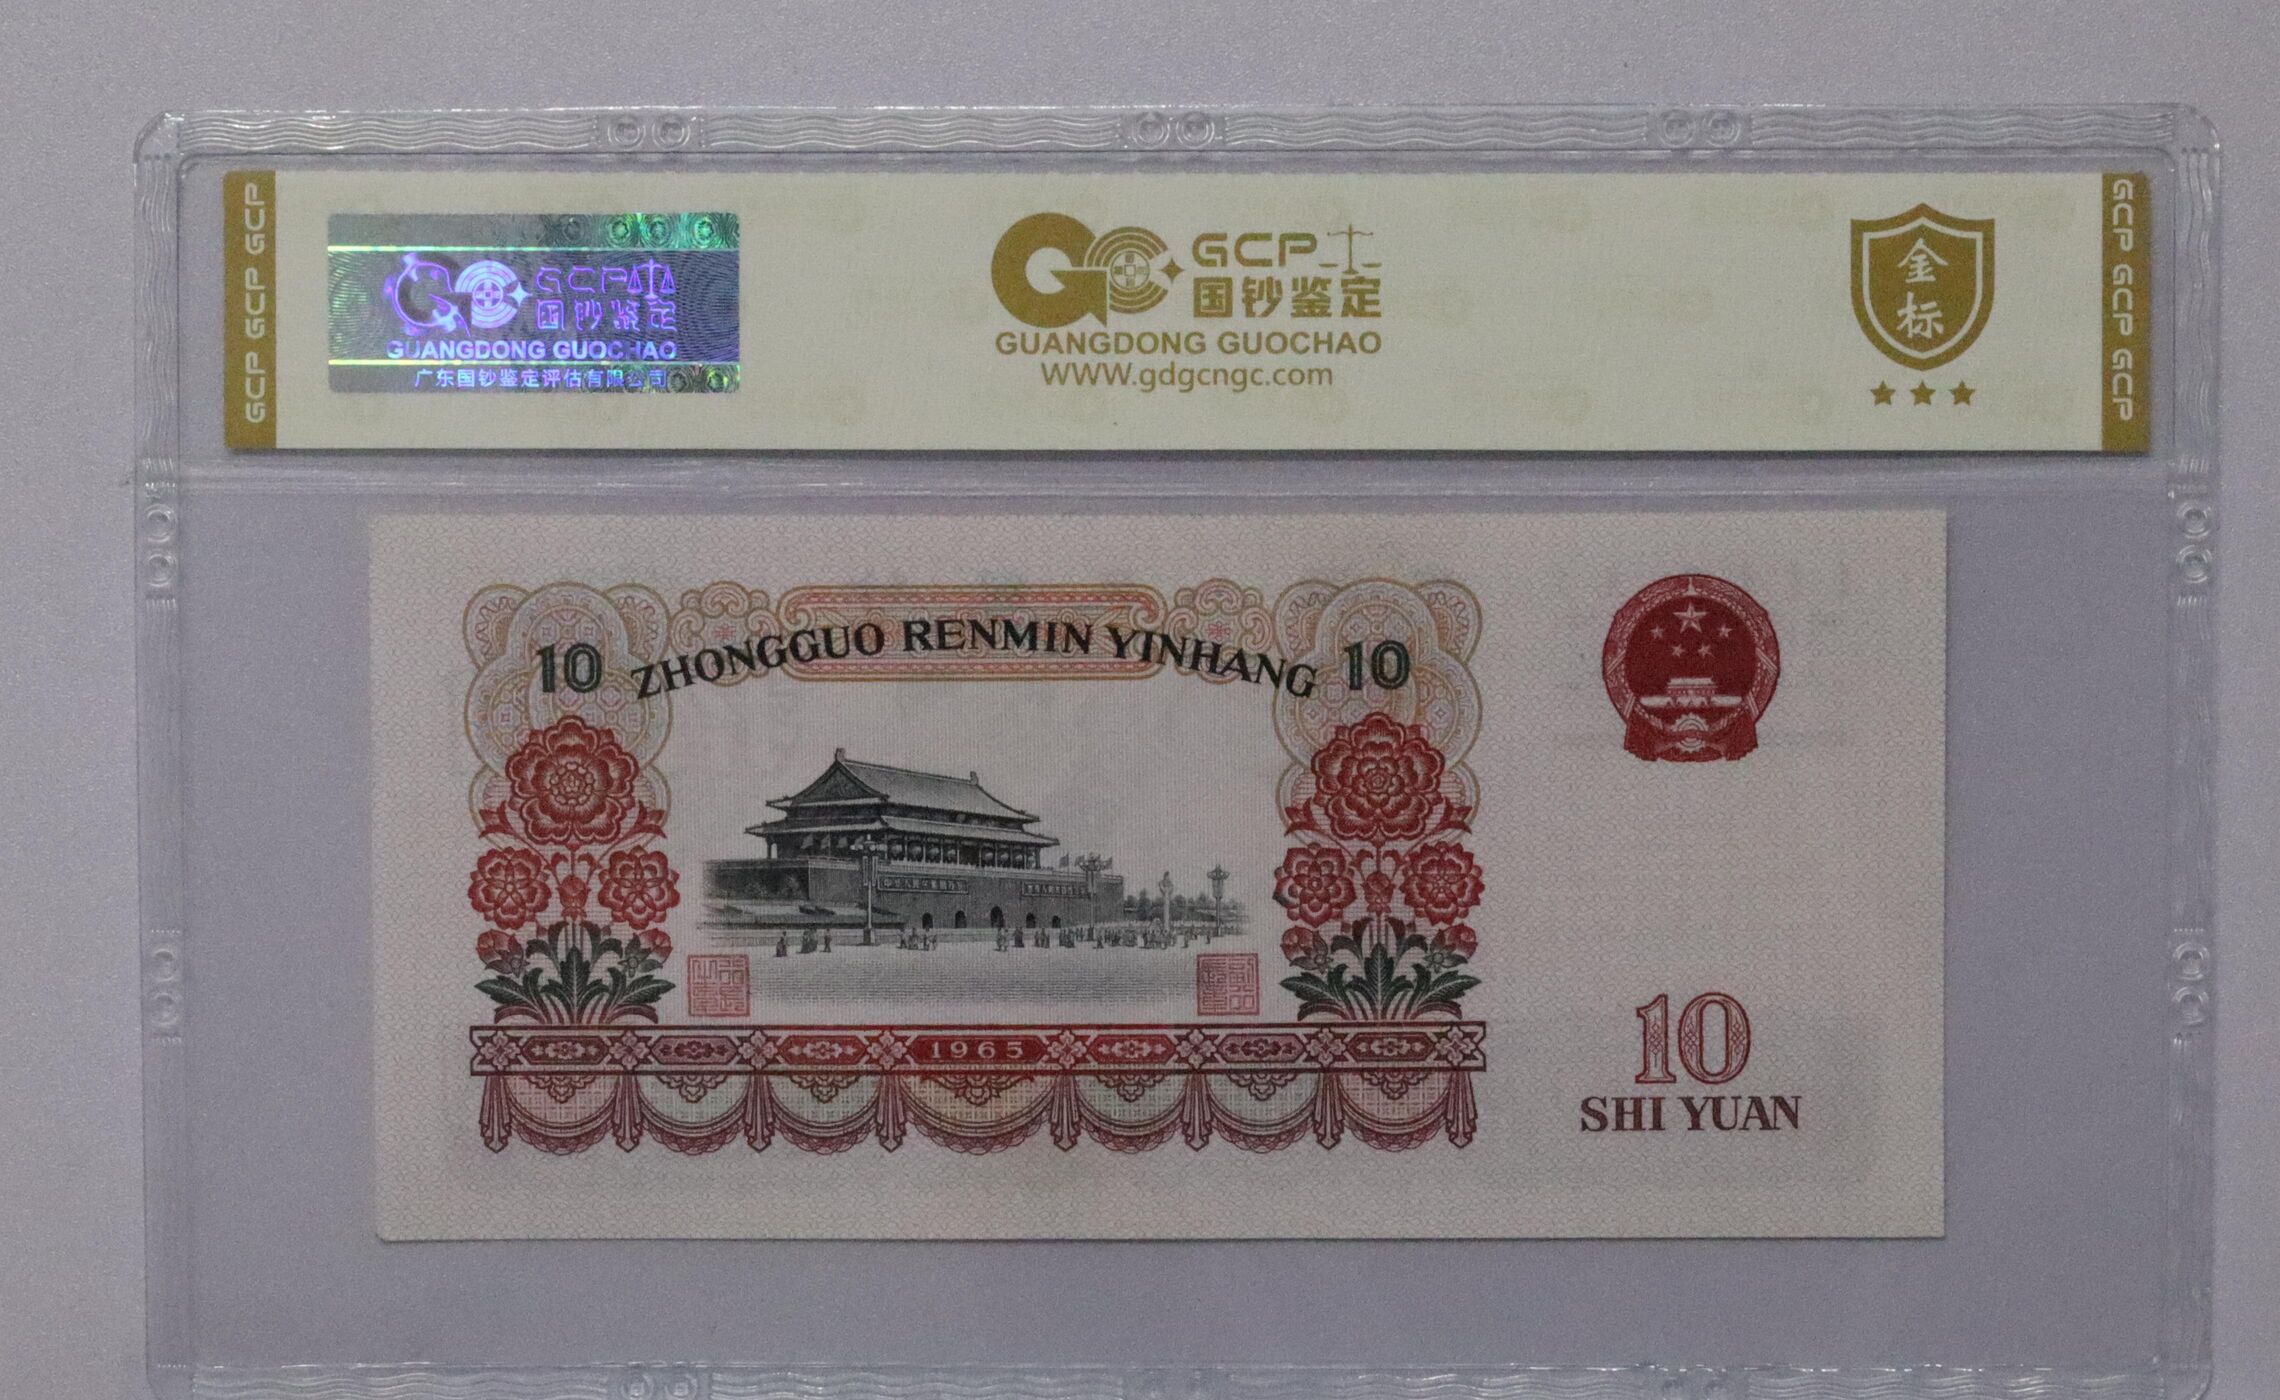 GCP GCP GCP
GCP
国钞鉴定
GUANGDONG GUOCHAO
广东国钞鉴定评估有限公司
GCP
国钞鉴定
GUANGDONG GUOCHAO
www.gdgcngc.com
金标
GCP GCP GCP
10 ZHONGGUO RENMIN YINHANG 10
1965
10
SHI YUAN